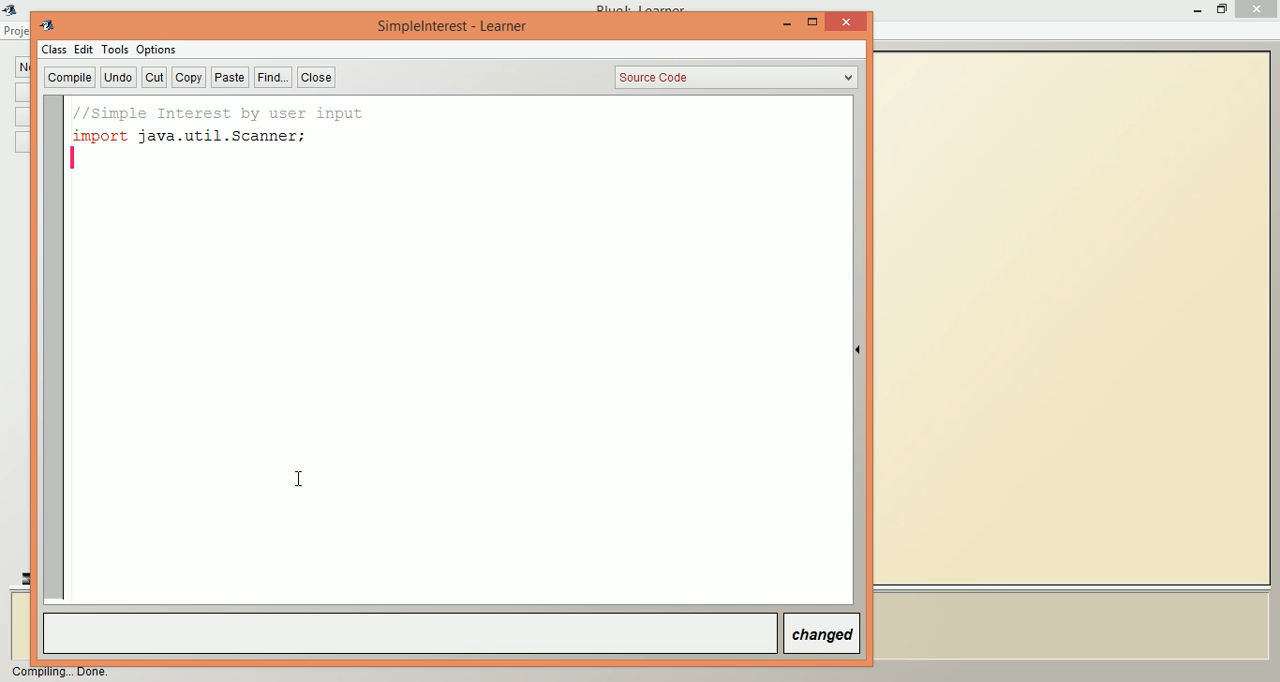 BlueJ: Learner
Proje
SimpleInterest - Learner
Class Edit Tools Options
Compile Undo Cut Copy Paste Find... Close Source Code
//Simple Interest by user input
import java.util.Scanner;
changed
Compiling... Done.